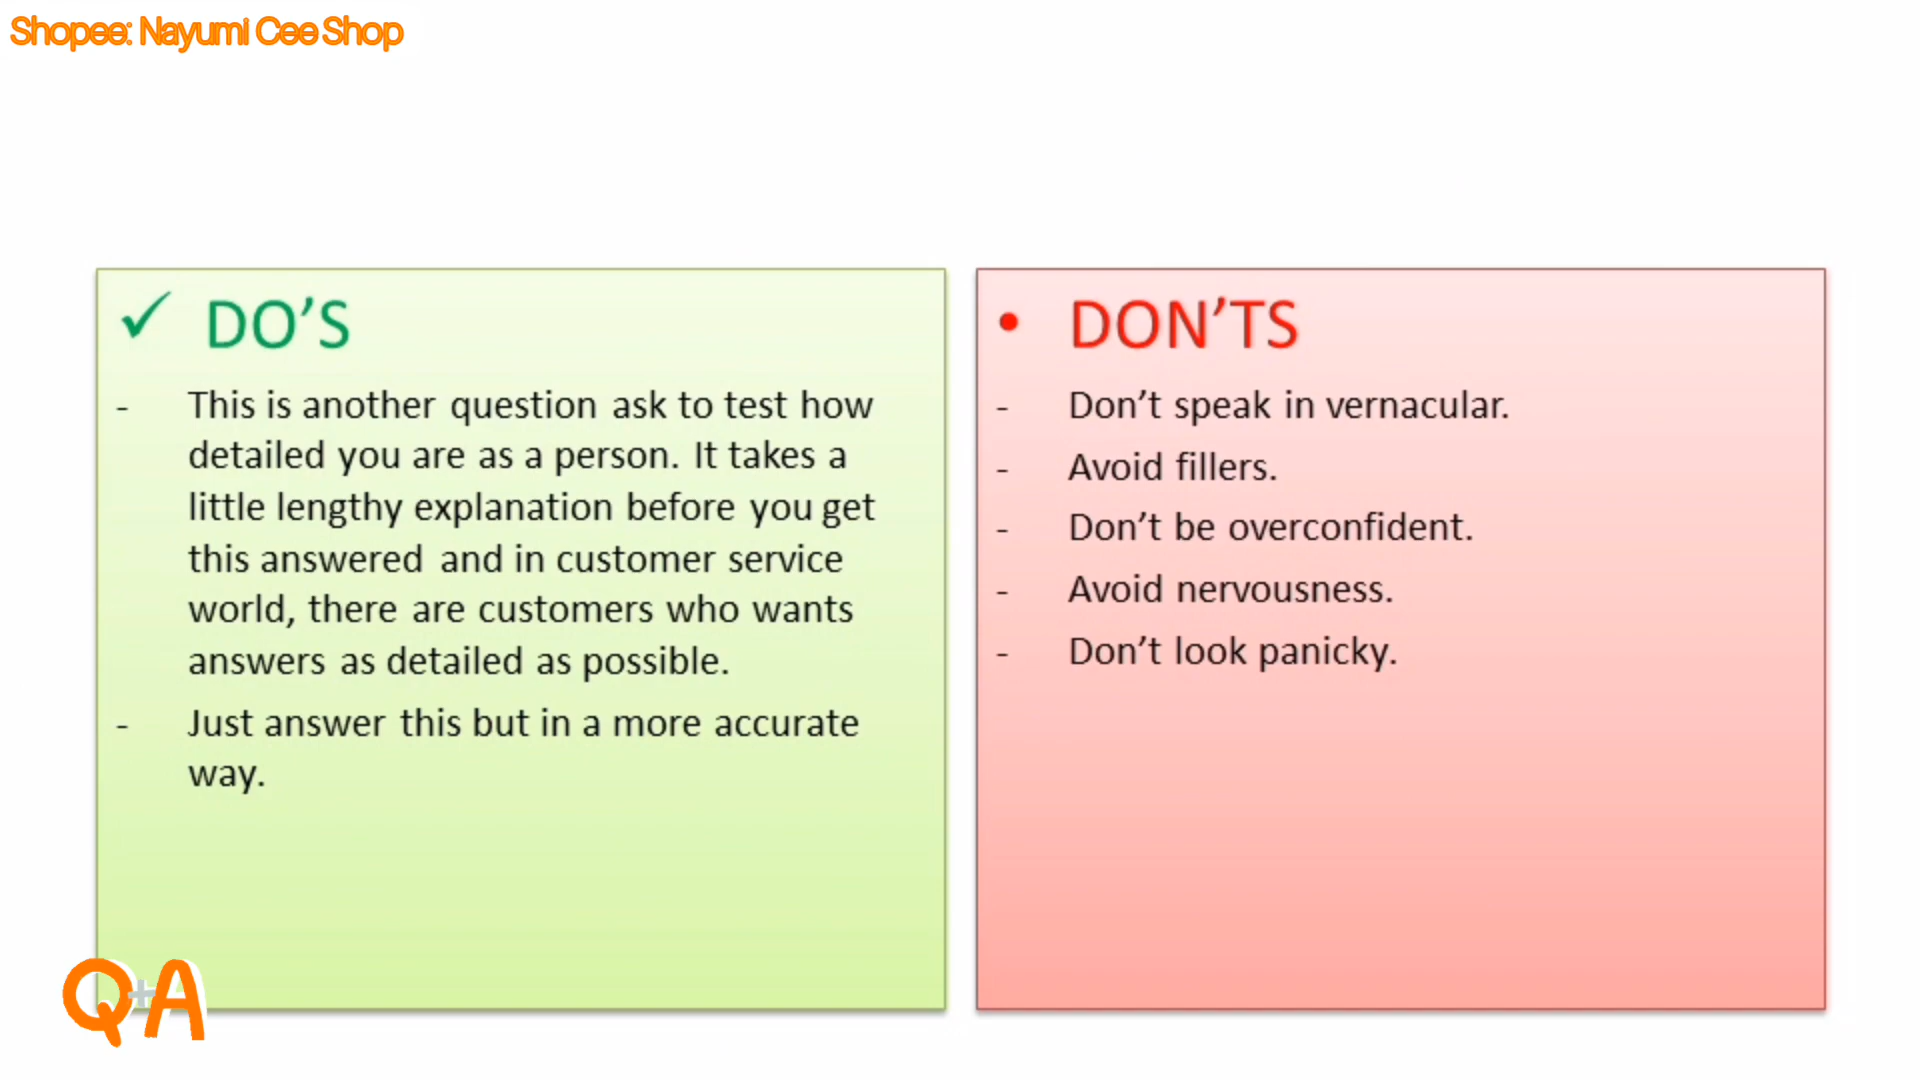 Shopee: Nayumi Cee Shop
✓ DO'S
- This is another question ask to test how
detailed you are as a person. It takes a
little lengthy explanation before you get
this answered and in customer service
world, there are customers who wants
answers as detailed as possible.
- Just answer this but in a more accurate
way.
• DON'TS
- Don't speak in vernacular.
- Avoid fillers.
- Don't be overconfident.
- Avoid nervousness.
- Don't look panicky.
Q+A